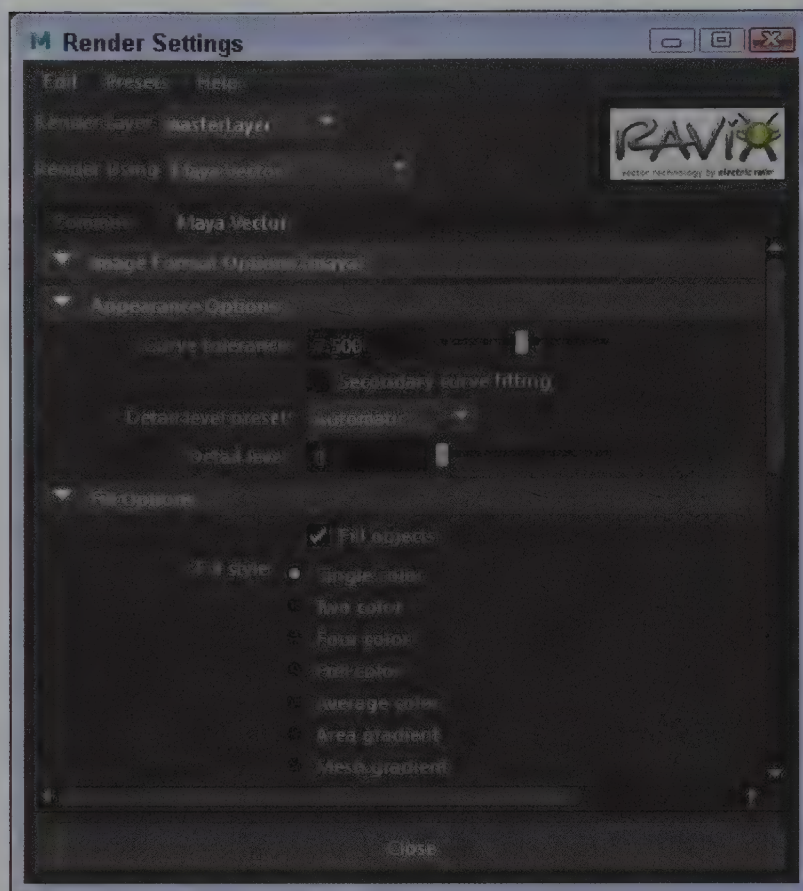 M Render Settings
Edit Presets Help
Render Layer masterLayer
RAViX
vector technology by electric rain
Render Using Maya Vector
Common Maya Vector
Image Format Options (maya)
Appearance Options
Curve tolerance 7.500
Secondary curve fitting
Detail level preset Automatic
Detail level 0
Fill Options
Fill objects
Fill style Single color
Two color
Four color
Full color
Average color
Area gradient
Mesh gradient
Close